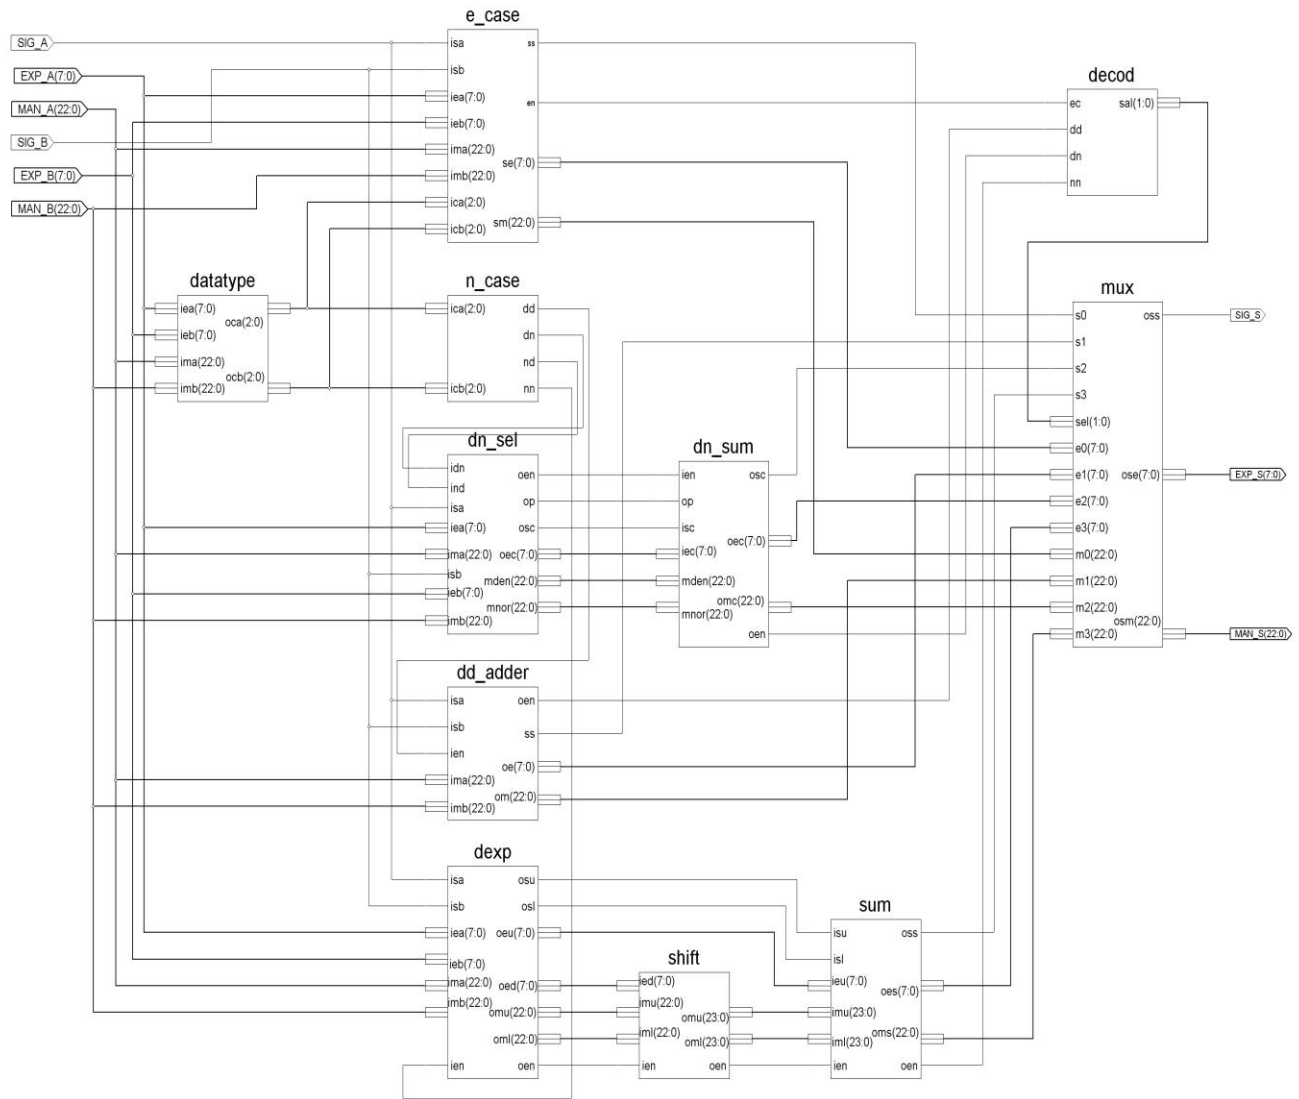 SIG_A
EXP_A(7:0)
MAN_A(22:0)
SIG_B
EXP_B(7:0)
MAN_B(22:0)
e_case
isa
isb
iea(7:0)
ieb(7:0)
ima(22:0)
imb(22:0)
ica(2:0)
icb(2:0)
ss
en
se(7:0)
sm(22:0)
decod
ec
dd
dn
nn
sal(1:0)
datatype
iea(7:0)
ieb(7:0)
ima(22:0)
imb(22:0)
oca(2:0)
ocb(2:0)
n_case
ica(2:0)
icb(2:0)
dd
dn
nd
nn
mux
s0
s1
s2
s3
sel(1:0)
e0(7:0)
e1(7:0)
e2(7:0)
e3(7:0)
m0(22:0)
m1(22:0)
m2(22:0)
m3(22:0)
oss
ose(7:0)
osm(22:0)
SIG_S
EXP_S(7:0)
MAN_S(22:0)
dn_sel
idn
ind
isa
iea(7:0)
ima(22:0)
isb
ieb(7:0)
imb(22:0)
oen
op
osc
oec(7:0)
mden(22:0)
mnor(22:0)
dn_sum
ien
op
isc
iec(7:0)
mden(22:0)
mnor(22:0)
osc
oec(7:0)
omc(22:0)
oen
dd_adder
isa
isb
ien
ima(22:0)
imb(22:0)
oen
ss
oe(7:0)
om(22:0)
dexp
isa
isb
iea(7:0)
ieb(7:0)
ima(22:0)
imb(22:0)
ien
osu
osl
oeu(7:0)
oed(7:0)
omu(22:0)
oml(22:0)
oen
shift
ied(7:0)
imu(22:0)
iml(22:0)
ien
omu(23:0)
oml(23:0)
oen
sum
isu
isl
ieu(7:0)
imu(23:0)
iml(23:0)
ien
oss
oes(7:0)
oms(22:0)
oen